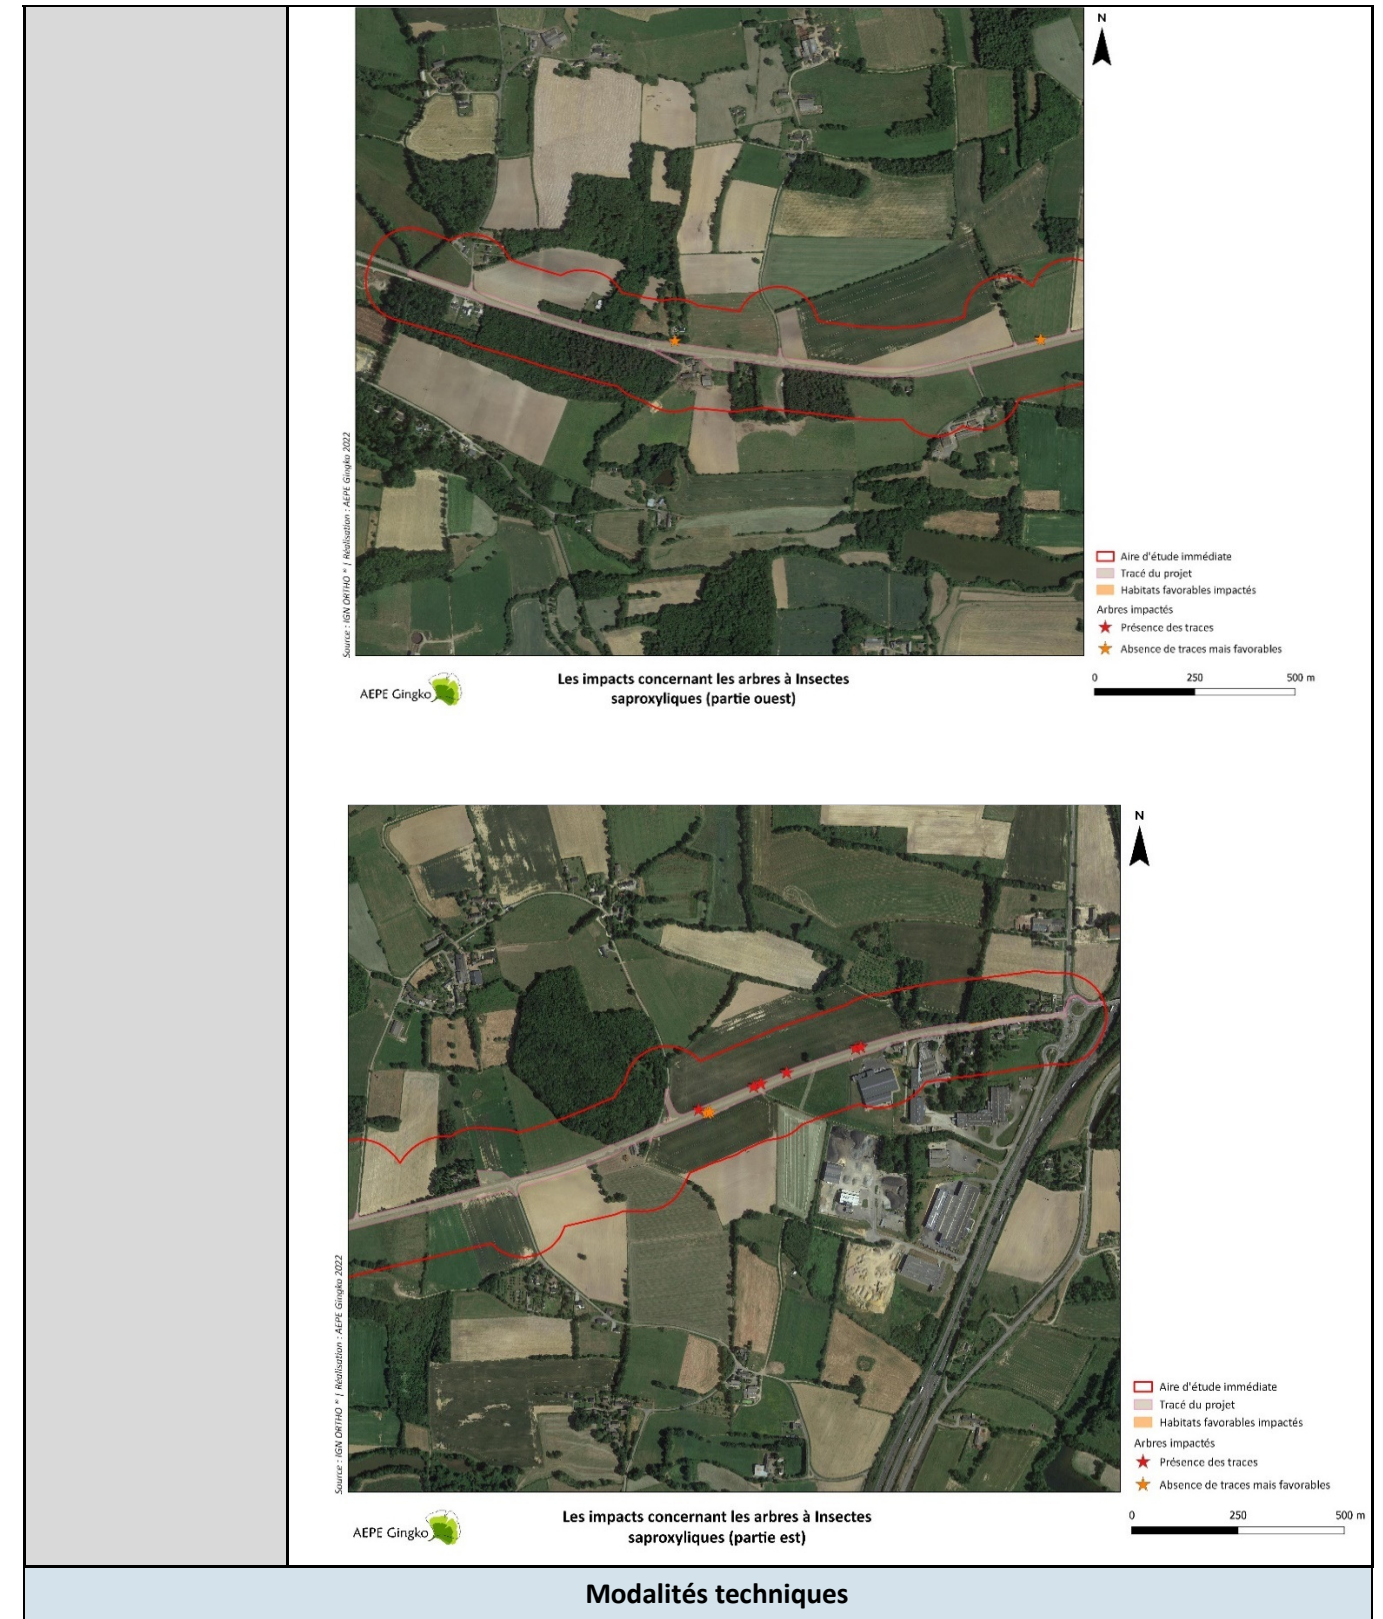 N
Source : IGN ORTHO ® | Réalisation : AEPE Gingko 2022
Aire d'étude immédiate
Tracé du projet
Habitats favorables impactés
Arbres impactés
Présence des traces
Absence de traces mais favorables
0 250 500 m
AEPE Gingko
Les impacts concernant les arbres à Insectes
saproxyliques (partie ouest)
N
Source : IGN ORTHO ® | Réalisation : AEPE Gingko 2022
Aire d'étude immédiate
Tracé du projet
Habitats favorables impactés
Arbres impactés
Présence des traces
Absence de traces mais favorables
0 250 500 m
AEPE Gingko
Les impacts concernant les arbres à Insectes
saproxyliques (partie est)
Modalités techniques